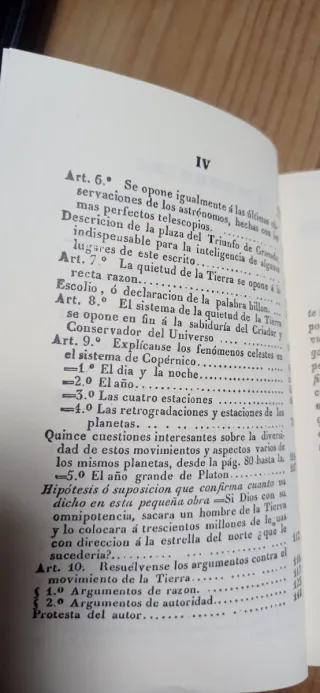 IV
Art. 6.º Se opone igualmente á las últimas ob-
servaciones de los astrónomos, hechas con los
mas perfectos telescopios.
Descricion de la plaza del Triunfo de Granada
indispensable para la inteligencia de algunos
lugares de este escrito..........
Art. 7.º La quietud de la Tierra se opone á la
recta razon..........
Escolio, ó declaracion de la palabra billon.
Art. 8.º El sistema de la quietud de la Tierra
se opone en fin á la sabiduría del Criador y
Conservador del Universo ..........
Art. 9.º Explícanse los fenómenos celestes en
el sistema de Copérnico..........
=1.º El dia y la noche..........
=2.º El año..........
=3.º Las cuatro estaciones ..........
=4.º Las retrogradaciones y estaciones de los
planetas. . . ..........
Quince cuestiones interesantes sobre la diversi-
dad de estos movimientos y aspectos varios de
los mismos planetas, desde la pág. 80 hasta la.
=5.º El año grande de Platon..........
Hipótesis ó suposicion que confirma cuanto va
dicho en esta pequeña obra =Si Dios con su
omnipotencia, sacara un hombre de la Tierra
y lo colocara á trescientos millones de leguas
con direccion á la estrella del norte ¿que le
sucederia?..........
Art. 10. Resuélvense los argumentos contra el
movimiento de la Tierra..........
§ 1.º Argumentos de razon..........
§ 2.º Argumentos de autoridad..........
Protesta del autor ..........